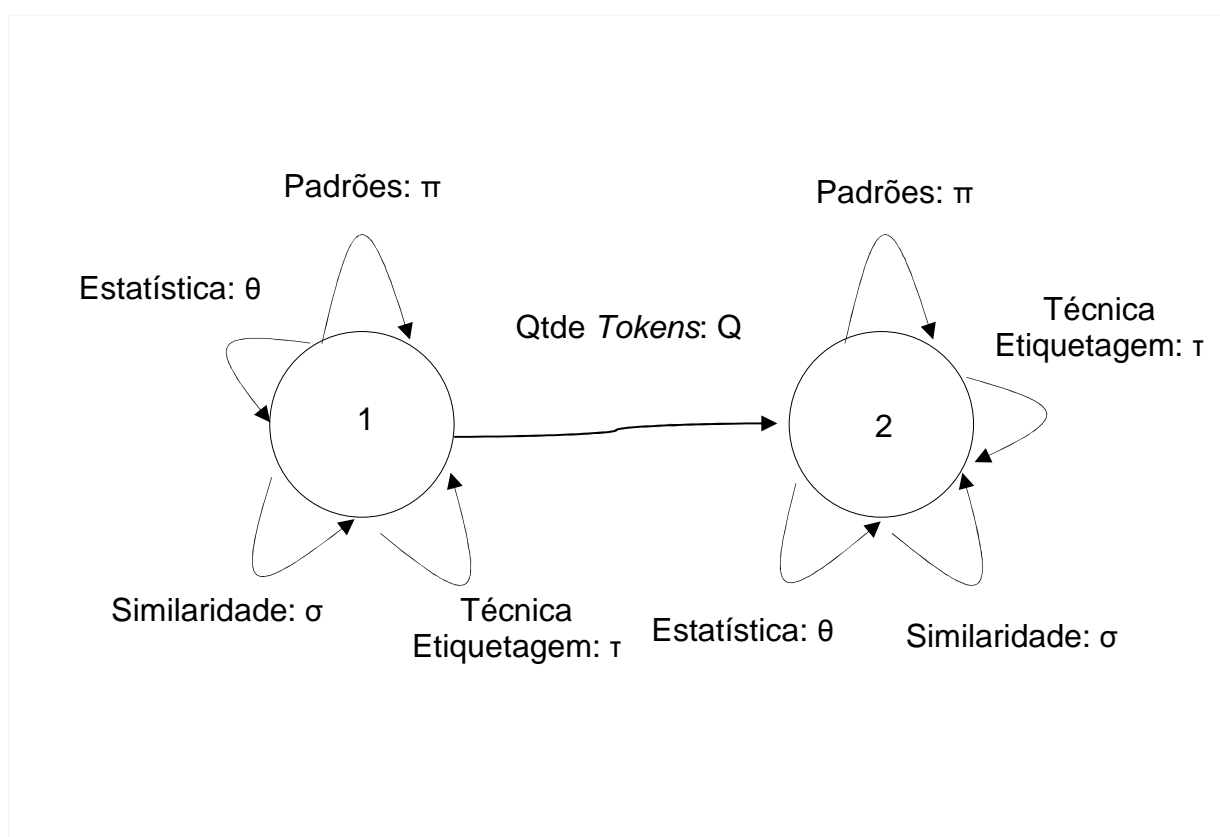 Padrões: π
Padrões: π
Estatística: θ
Qtde Tokens: Q
Técnica
Etiquetagem: τ
1
2
Similaridade: σ
Técnica
Etiquetagem: τ
Estatística: θ
Similaridade: σ